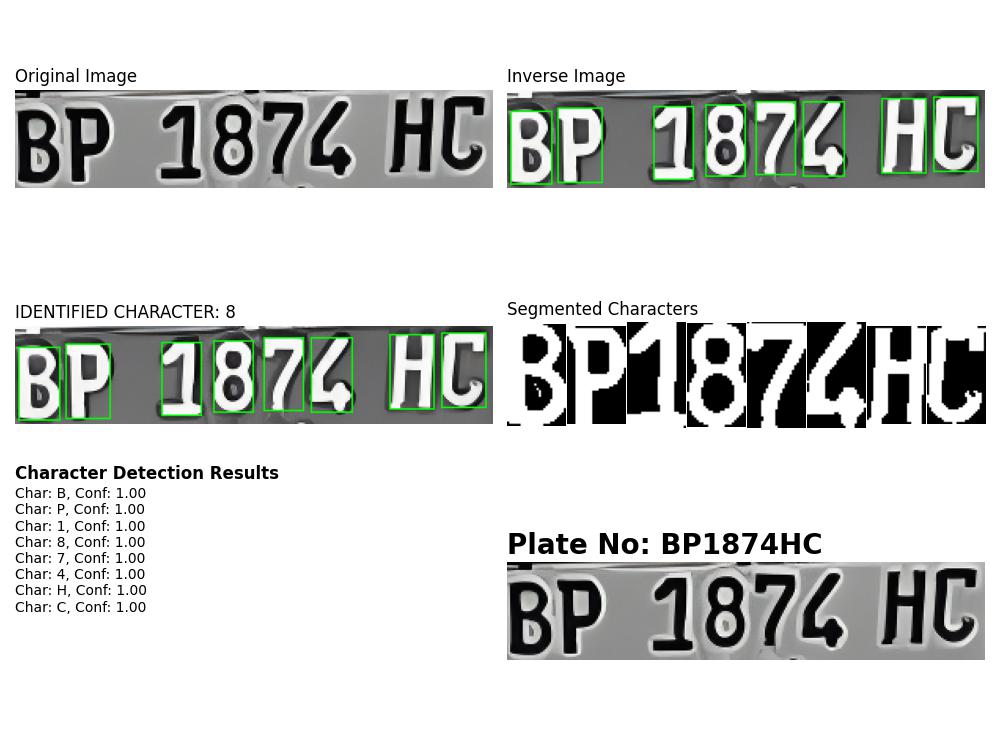 Original Image
BP 1874 HC
Inverse Image
BP 1874 HC
IDENTIFIED CHARACTER: 8
BP 1874 HC
Segmented Characters
BP1874HC
Character Detection Results
Char: B, Conf: 1.00
Char: P, Conf: 1.00
Char: 1, Conf: 1.00
Char: 8, Conf: 1.00
Char: 7, Conf: 1.00
Char: 4, Conf: 1.00
Char: H, Conf: 1.00
Char: C, Conf: 1.00
Plate No: BP1874HC
BP 1874 HC